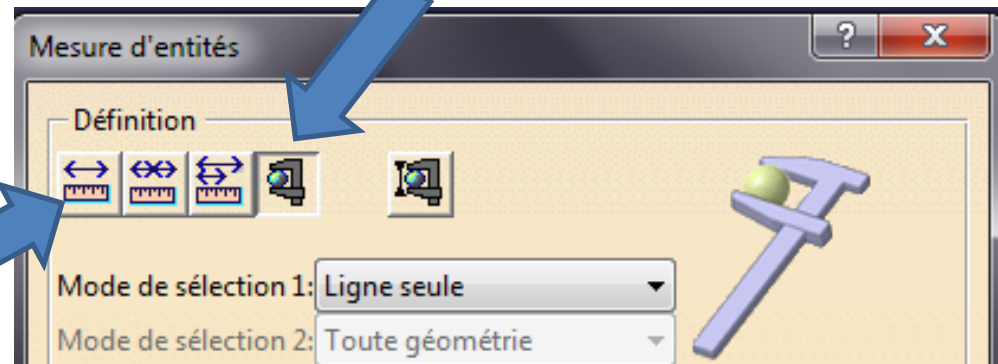 Mesure d'entités
?
x
Définition
Mode de sélection 1: Ligne seule
Mode de sélection 2: Toute géométrie